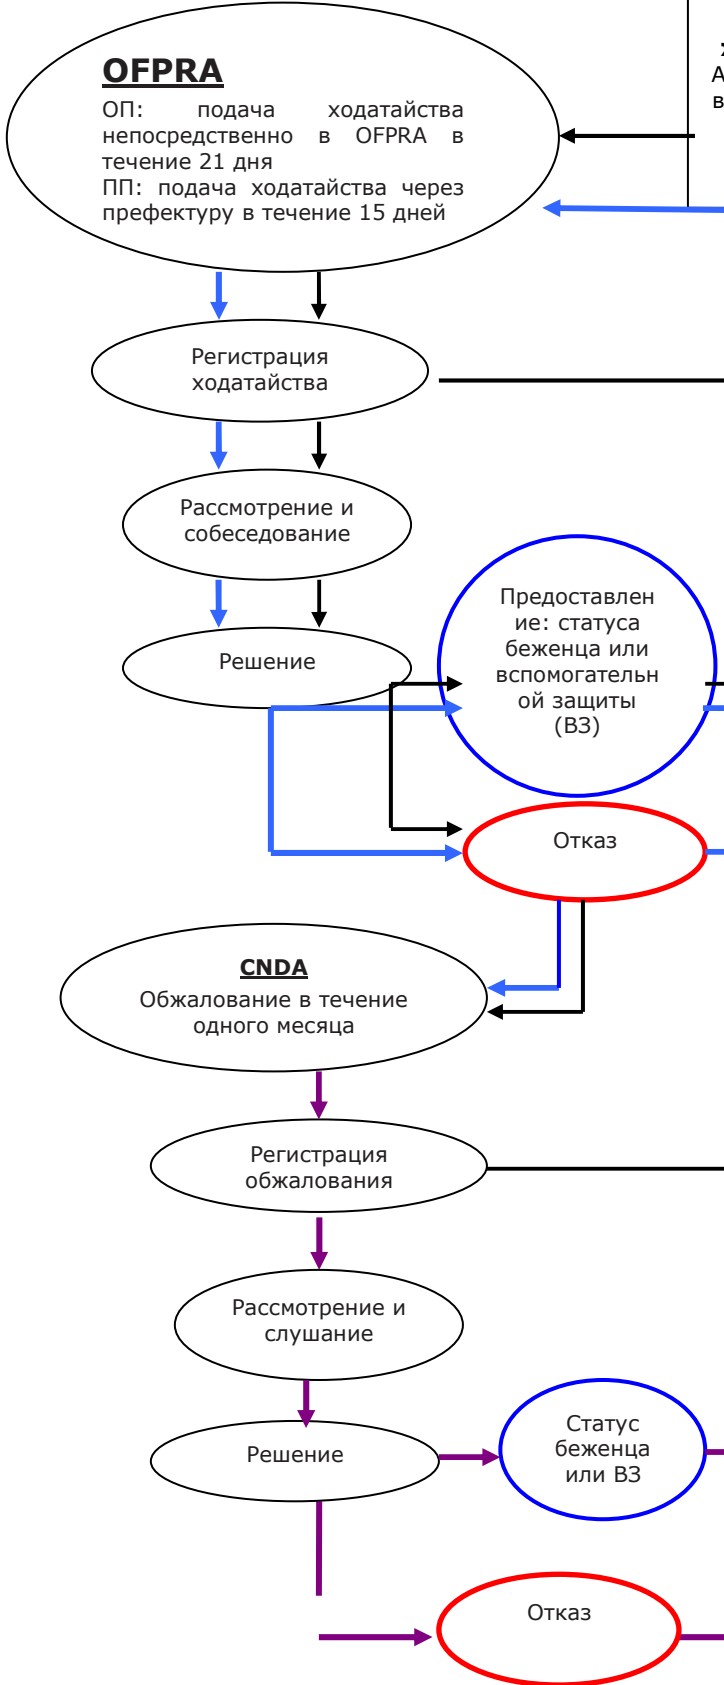 OFPRA
ОП: подача ходатайства
непосредственно в OFPRA в
течение 21 дня
ПП: подача ходатайства через
префектуру в течение 15 дней
Регистрация
ходатайства
Рассмотрение и
собеседование
Решение
Предоставлен
ие: статуса
беженца или
вспомогательн
ой защиты
(ВЗ)
Отказ
CNDA
Обжалование в течение
одного месяца
Регистрация
обжалования
Рассмотрение и
слушание
Решение
Статус
беженца
или ВЗ
Отказ